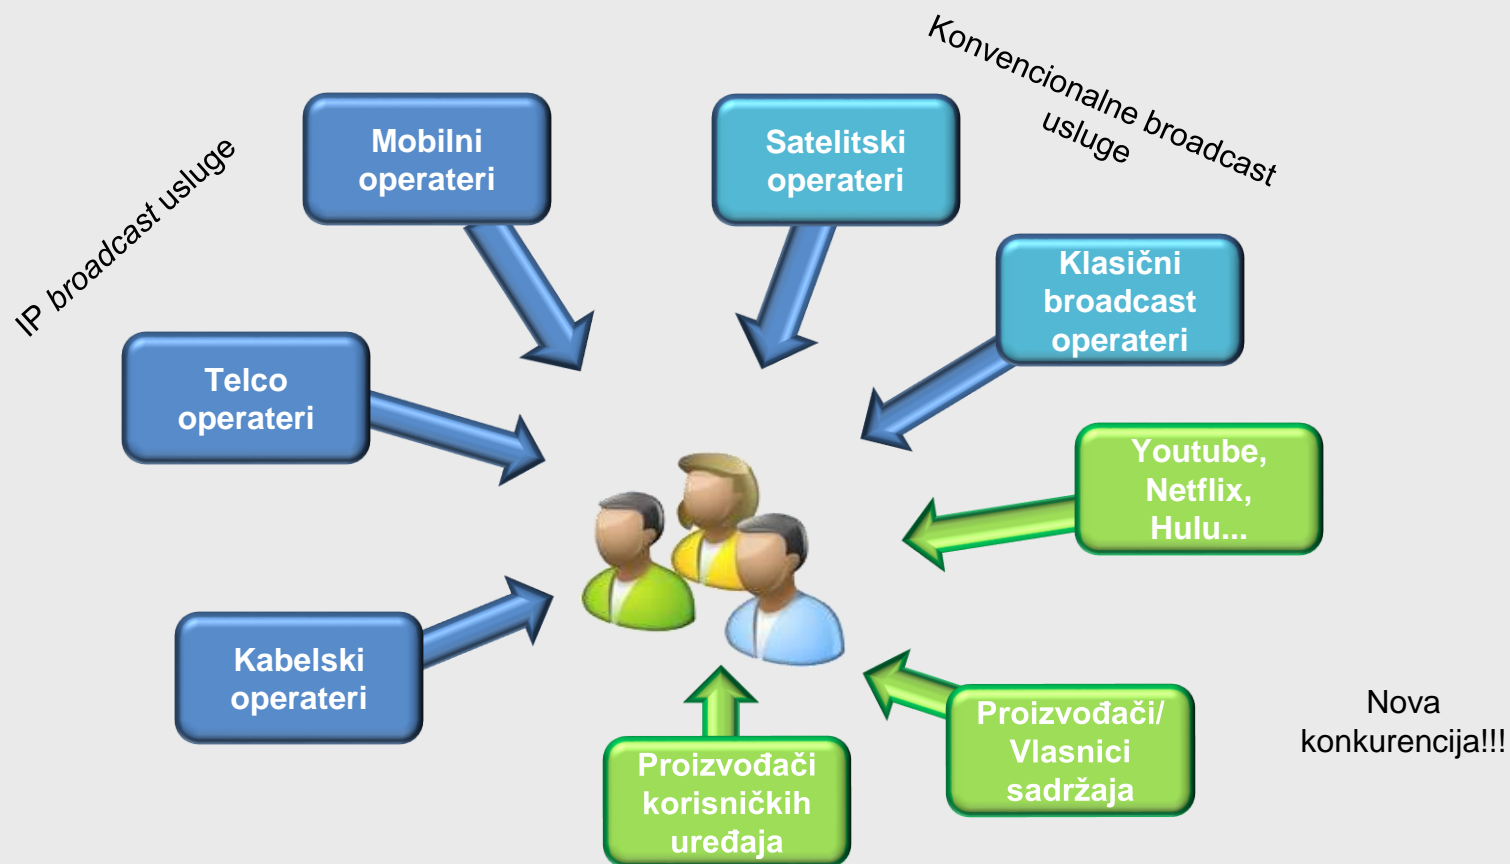 Konvencionalne broadcast
usluge
IP broadcast usluge
Mobilni
operateri
Satelitski
operateri
Klasični
broadcast
operateri
Telco
operateri
Youtube,
Netflix,
Hulu...
Kabelski
operateri
Proizvođači/
Vlasnici
sadržaja
Nova
konkurencija!!!
Proizvođači
korisničkih
uređaja